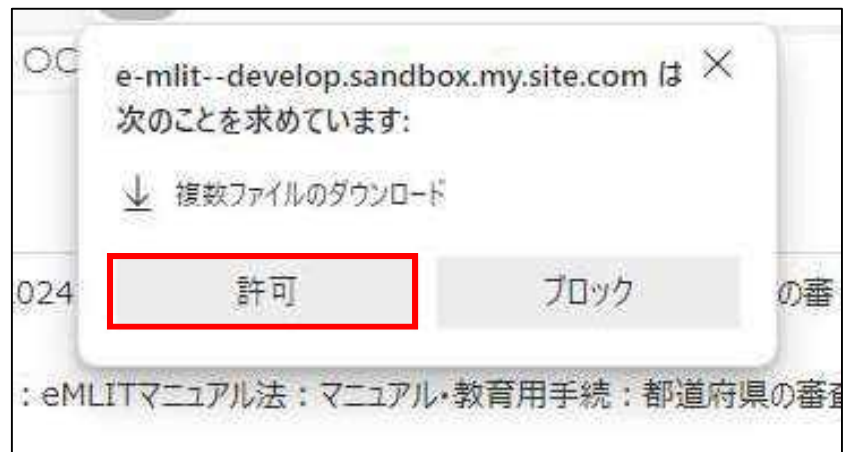 OC
e-mlit--develop.sandbox.my.site.com は
次のことを求めています:
複数ファイルのダウンロード
許可
ブロック
024
の審
：eMLITマニュアル法：マニュアル・教育用手続：都道府県の審査